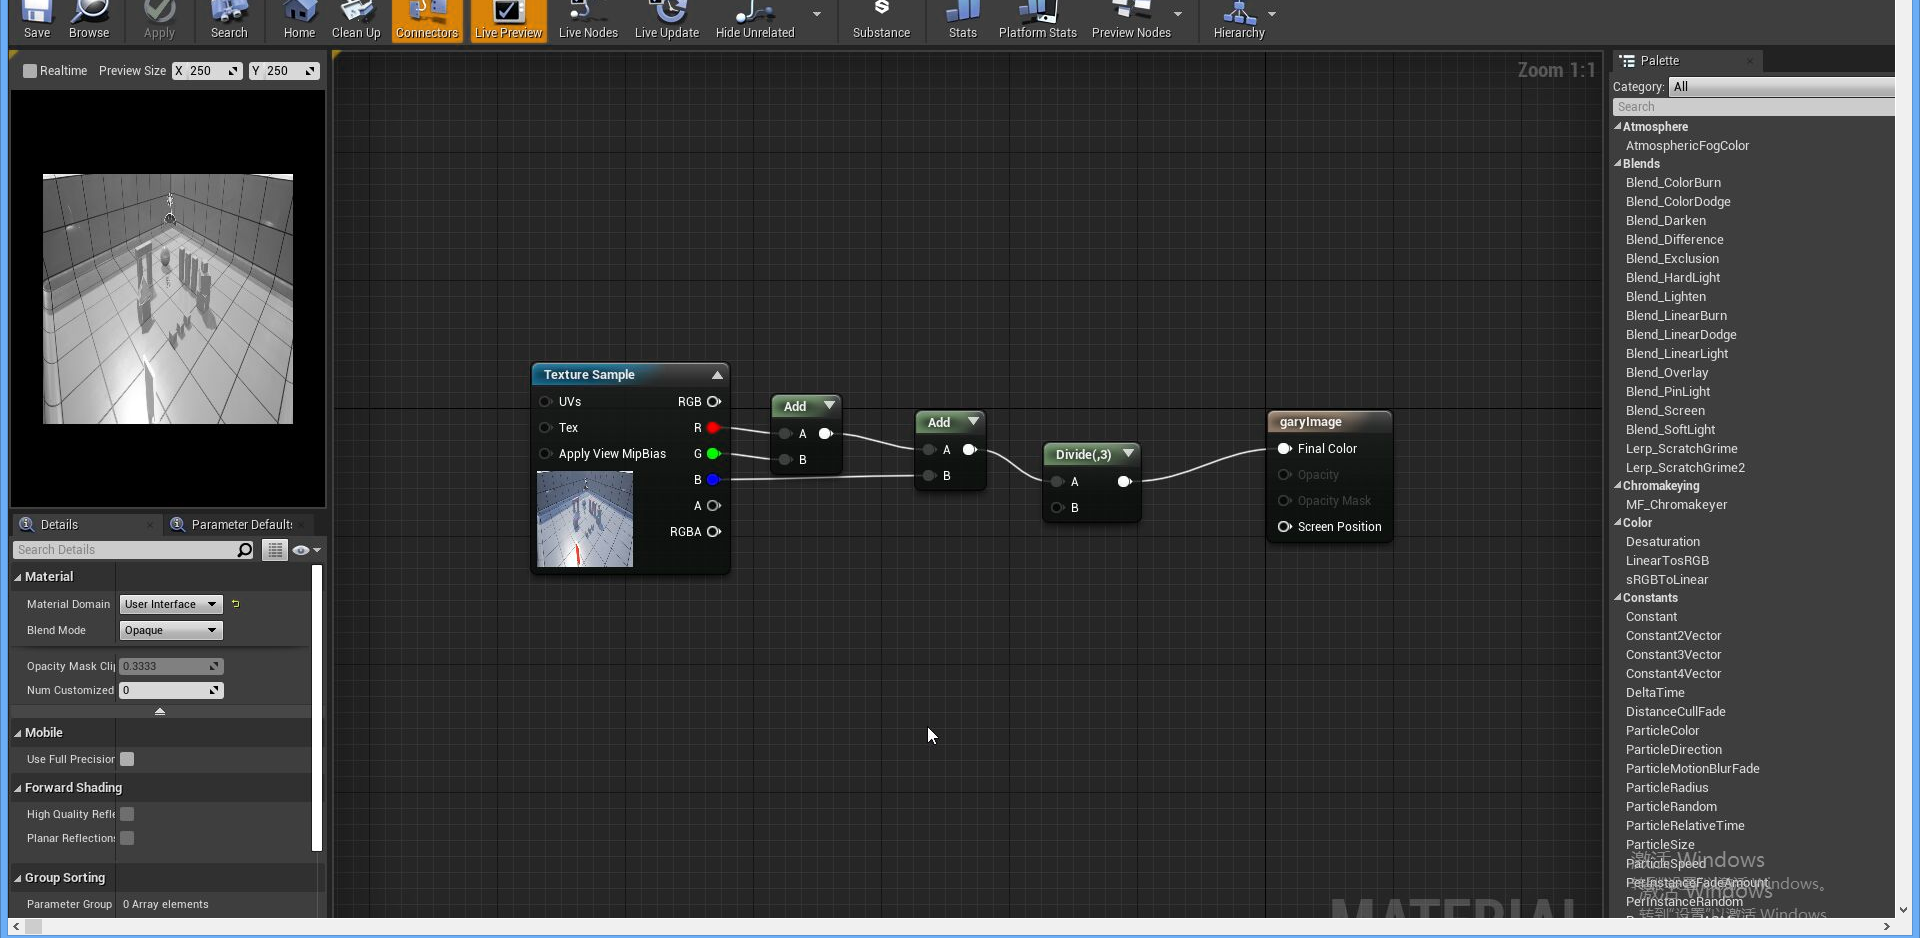 Save Browse Apply Search Home Clean Up Connectors Live Preview Live Nodes Live Update Hide Unrelated Substance Stats Platform Stats Preview Nodes Hierarchy
Realtime Preview Size X 250 Y 250
Zoom 1:1
Texture Sample
UVs RGB
Tex R
Apply View MipBias G
B
A
RGBA
Add
A
B
Add
A
B
Divide(,3)
A
B
garyImage
Final Color
Opacity
Opacity Mask
Screen Position
MATERIAL
Details Parameter Defaults
Search Details
Material
Material Domain User Interface
Blend Mode Opaque
Opacity Mask Cli 0.3333
Num Customized 0
Mobile
Use Full Precision
Forward Shading
High Quality Refle
Planar Reflections
Group Sorting
Parameter Group 0 Array elements
Palette
Category: All
Search
Atmosphere
AtmosphericFogColor
Blends
Blend_ColorBurn
Blend_ColorDodge
Blend_Darken
Blend_Difference
Blend_Exclusion
Blend_HardLight
Blend_Lighten
Blend_LinearBurn
Blend_LinearDodge
Blend_LinearLight
Blend_Overlay
Blend_PinLight
Blend_Screen
Blend_SoftLight
Lerp_ScratchGrime
Lerp_ScratchGrime2
Chromakeying
MF_Chromakeyer
Color
Desaturation
LinearTosRGB
sRGBToLinear
Constants
Constant
Constant2Vector
Constant3Vector
Constant4Vector
DeltaTime
DistanceCullFade
ParticleColor
ParticleDirection
ParticleMotionBlurFade
ParticleRadius
ParticleRandom
ParticleRelativeTime
ParticleSize
ParticleSpeed
PerInstanceFadeAmount
PerInstanceRandom
激活 Windows
激活 Windows
转到"设置"以激活 Windows